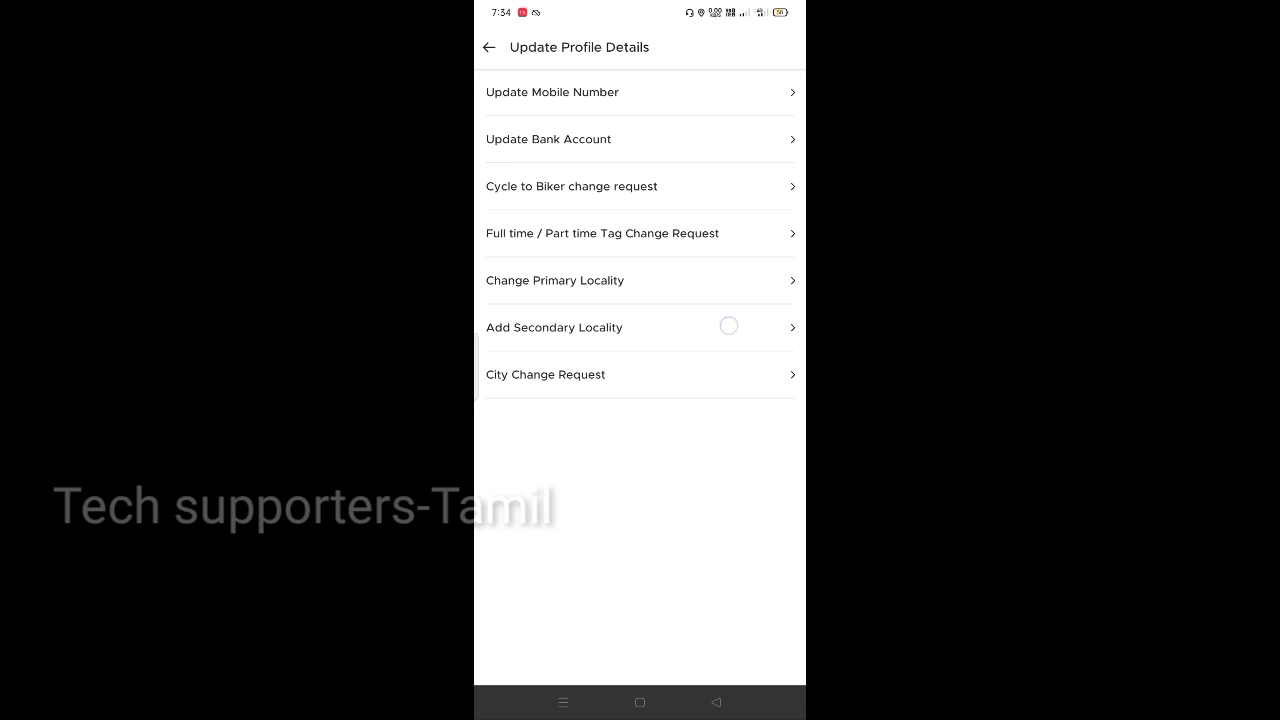 7:34
58
Update Profile Details
Update Mobile Number
Update Bank Account
Cycle to Biker change request
Full time / Part time Tag Change Request
Change Primary Locality
Add Secondary Locality
City Change Request
Tech supporters-Tamil